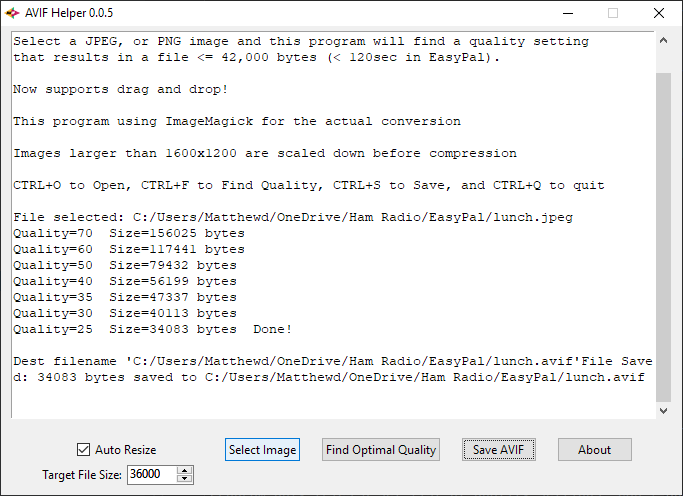 AVIF Helper 0.0.5
Select a JPEG, or PNG image and this program will find a quality setting
that results in a file <= 42,000 bytes (< 120sec in EasyPal).
Now supports drag and drop!
This program using ImageMagick for the actual conversion
Images larger than 1600x1200 are scaled down before compression
CTRL+O to Open, CTRL+F to Find Quality, CTRL+S to Save, and CTRL+Q to quit
File selected: C:/Users/Matthewd/OneDrive/Ham Radio/EasyPal/lunch.jpeg
Quality=70  Size=156025 bytes
Quality=60  Size=117441 bytes
Quality=50  Size=79432 bytes
Quality=40  Size=56199 bytes
Quality=35  Size=47337 bytes
Quality=30  Size=40113 bytes
Quality=25  Size=34083 bytes  Done!
Dest filename 'C:/Users/Matthewd/OneDrive/Ham Radio/EasyPal/lunch.avif'File Save
d: 34083 bytes saved to C:/Users/Matthewd/OneDrive/Ham Radio/EasyPal/lunch.avif
Auto Resize
Select Image
Find Optimal Quality
Save AVIF
About
Target File Size: 36000